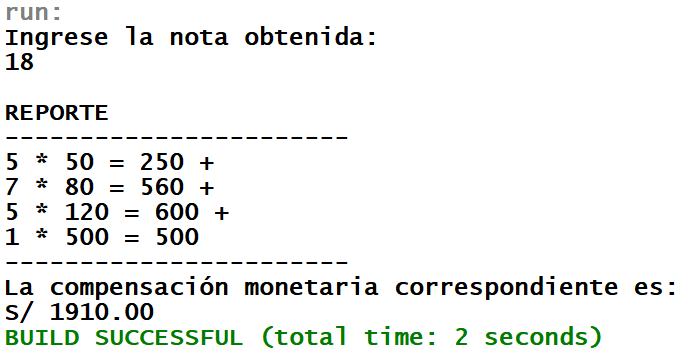 run:
Ingrese la nota obtenida:
18
REPORTE
-----------------------
5 * 50 = 250 +
7 * 80 = 560 +
5 * 120 = 600 +
1 * 500 = 500
-----------------------
La compensación monetaria correspondiente es:
S/ 1910.00
BUILD SUCCESSFUL (total time: 2 seconds)